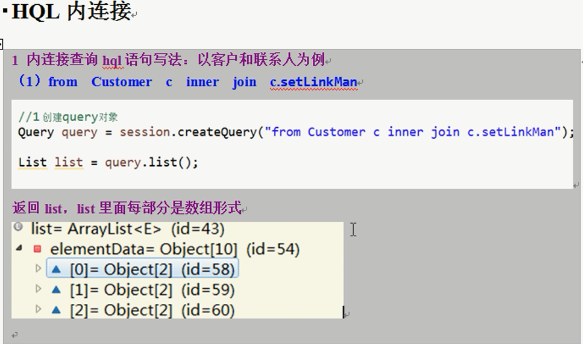 HQL 内连接
1 内连接查询 hql 语句写法：以客户和联系人为例
（1）from Customer c inner join c.setLinkMan
//1 创建query对象
Query query = session.createQuery("from Customer c inner join c.setLinkMan");
List list = query.list();
返回 list，list 里面每部分是数组形式
list= ArrayList<E> (id=43)
elementData= Object[10] (id=54)
[0]= Object[2] (id=58)
[1]= Object[2] (id=59)
[2]= Object[2] (id=60)